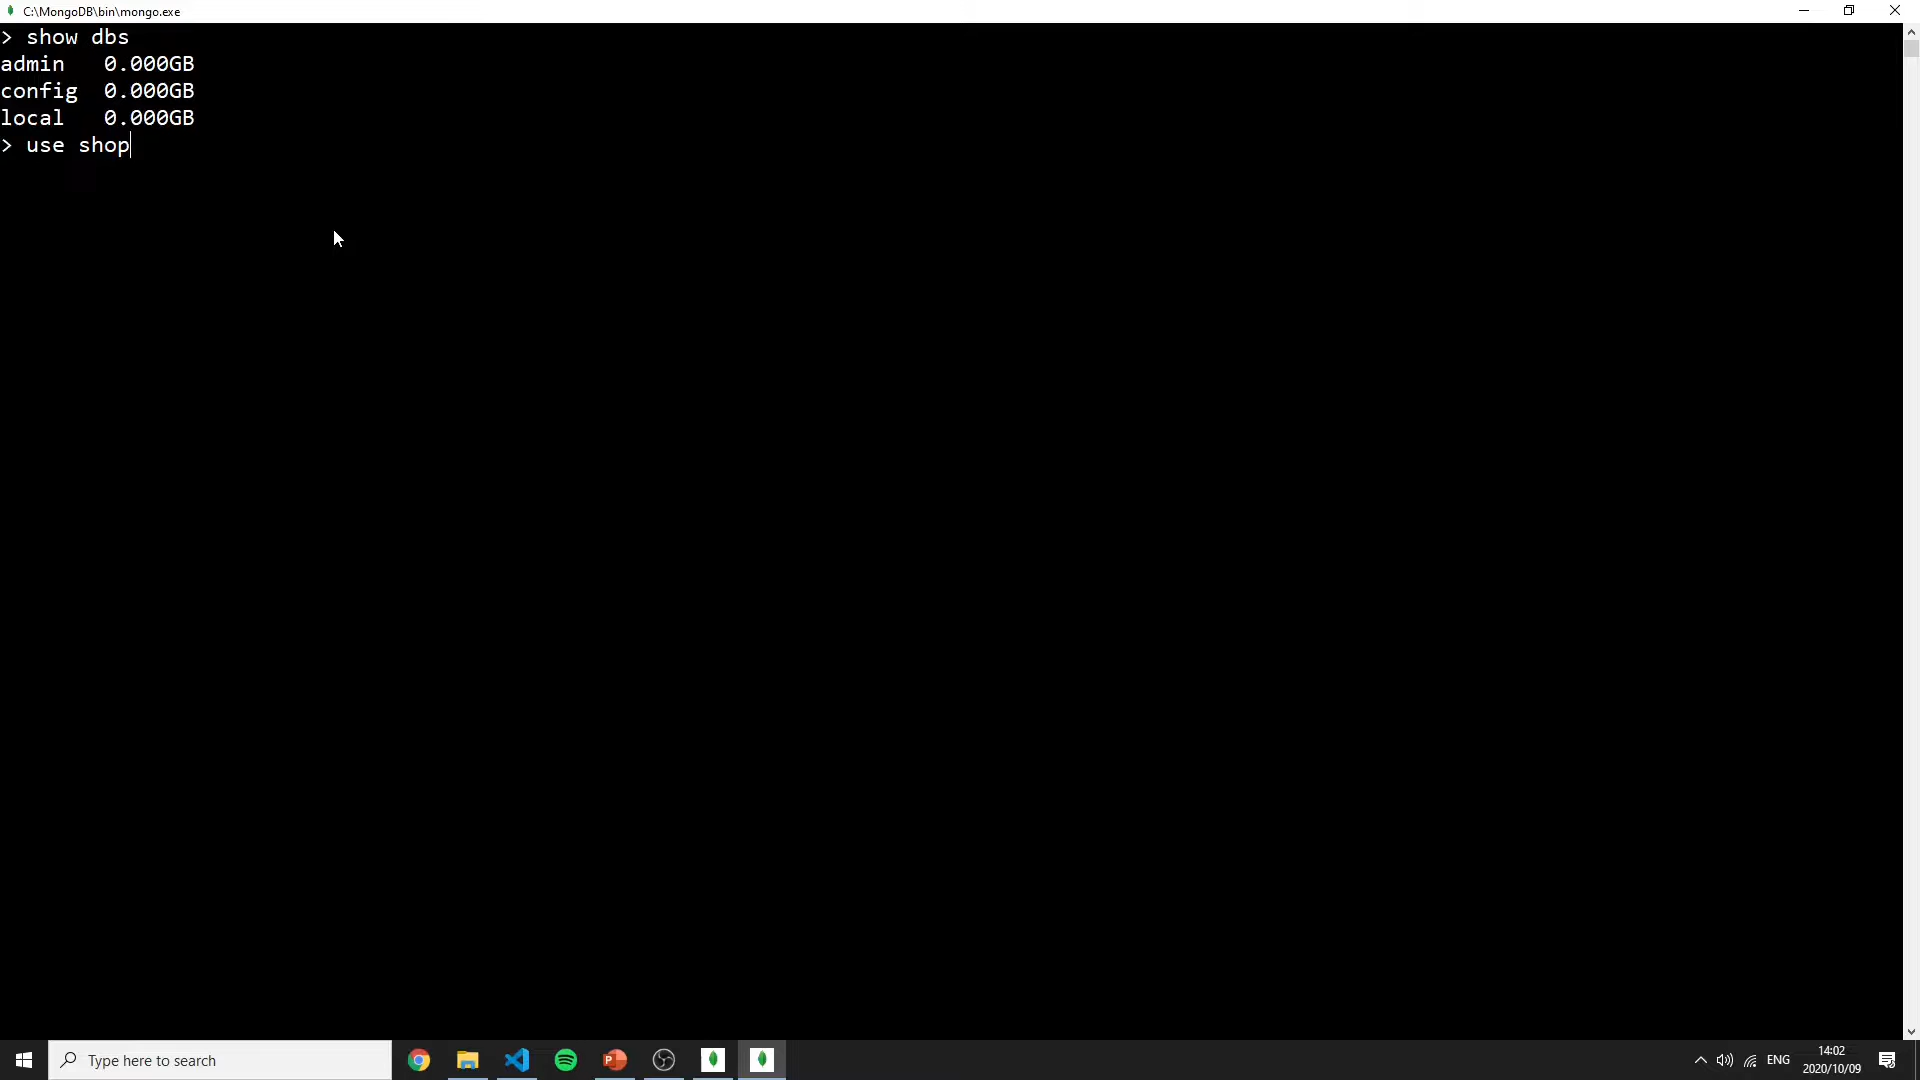 C:\MongoDB\bin\mongo.exe
> show dbs
admin   0.000GB
config  0.000GB
local   0.000GB
> use shop
Type here to search
ENG
14:02
2020/10/09